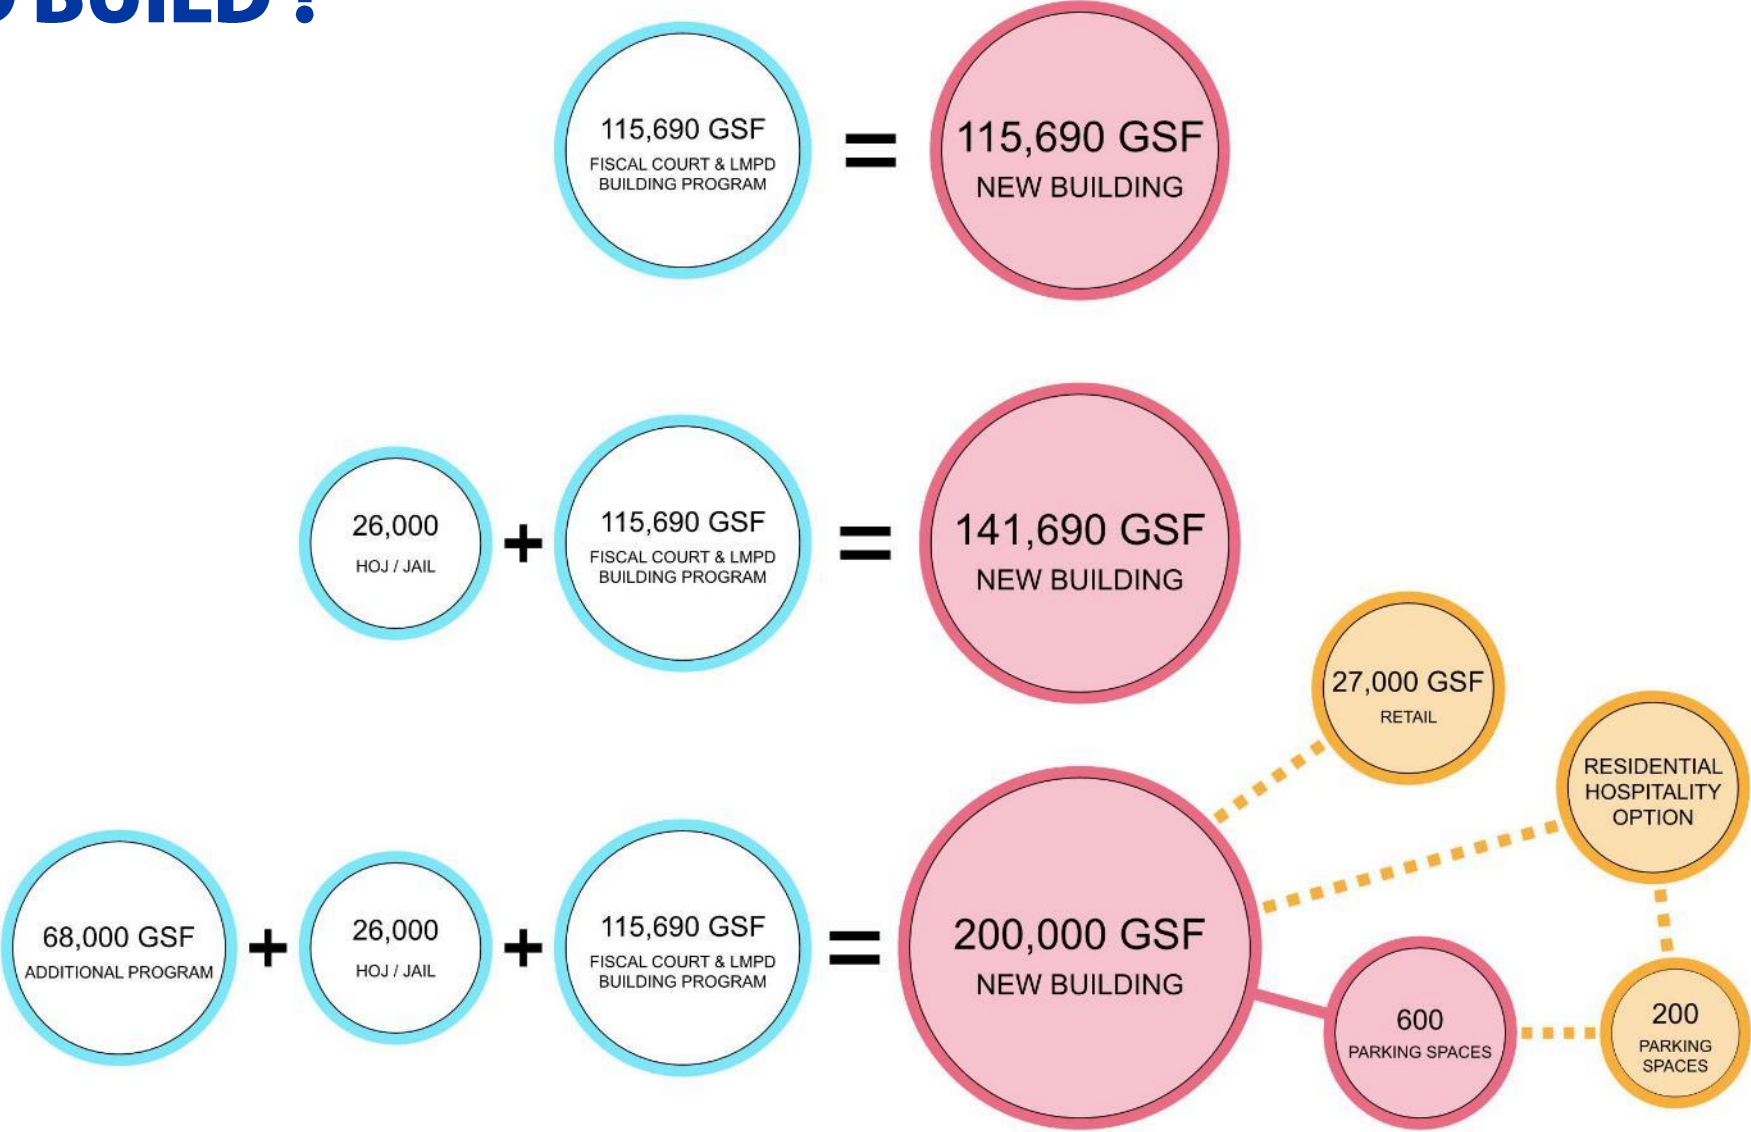 BUILD?
115,690 GSF
FISCAL COURT & LMPD
BUILDING PROGRAM
=
115,690 GSF
NEW BUILDING
26,000
HOJ / JAIL
+
115,690 GSF
FISCAL COURT & LMPD
BUILDING PROGRAM
=
141,690 GSF
NEW BUILDING
68,000 GSF
ADDITIONAL PROGRAM
+
26,000
HOJ / JAIL
+
115,690 GSF
FISCAL COURT & LMPD
BUILDING PROGRAM
=
200,000 GSF
NEW BUILDING
27,000 GSF
RETAIL
RESIDENTIAL
HOSPITALITY
OPTION
600
PARKING SPACES
200
PARKING
SPACES